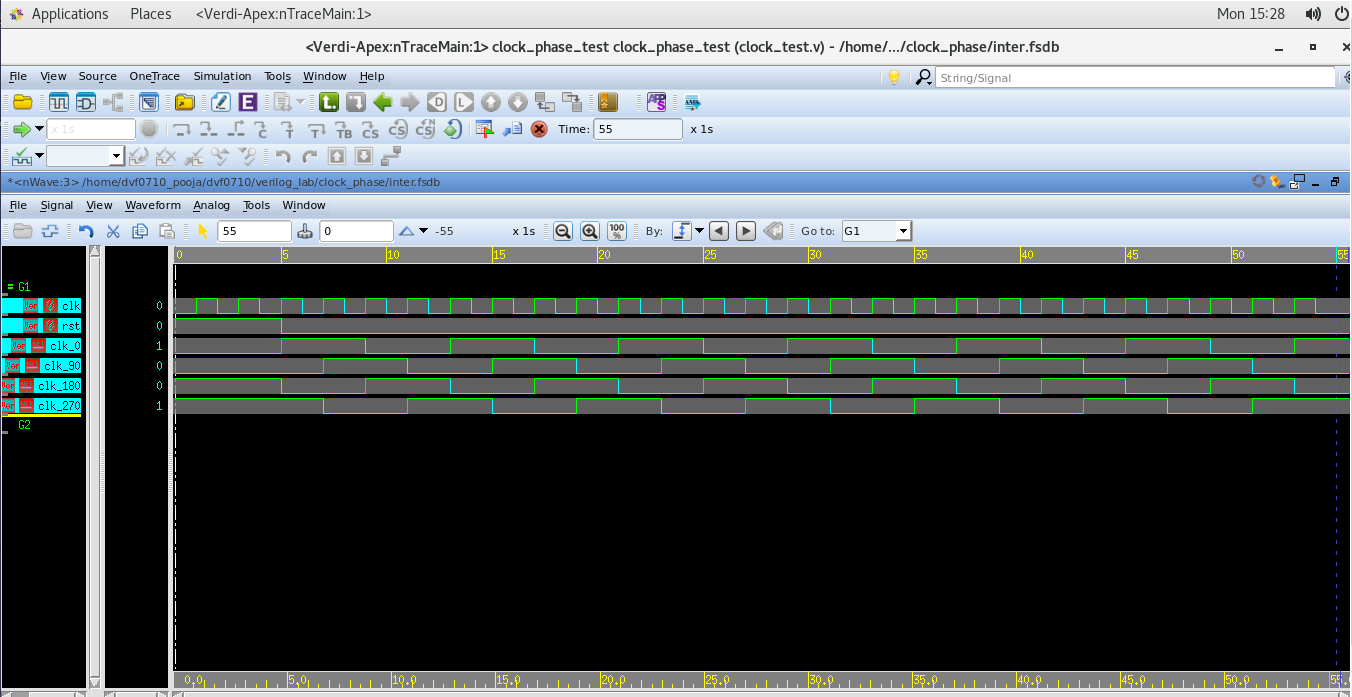 Applications Places <Verdi-Apex:nTraceMain:1> Mon 15:28
<Verdi-Apex:nTraceMain:1> clock_phase_test clock_phase_test (clock_test.v) - /home/.../clock_phase/inter.fsdb
File View Source OneTrace Simulation Tools Window Help String/Signal
x 1s Time: 55 x 1s
*<nWave:3> /home/dvf0710_pooja/dvf0710/verilog_lab/clock_phase/inter.fsdb
File Signal View Waveform Analog Tools Window
55 0 -55 x 1s 100% By: Go to: G1
0 5 10 15 20 25 30 35 40 45 50 55
= G1
clk 0
rst 0
clk_0 1
clk_90 0
clk_180 0
clk_270 1
G2
0.0 5.0 10.0 15.0 20.0 25.0 30.0 35.0 40.0 45.0 50.0 55.0